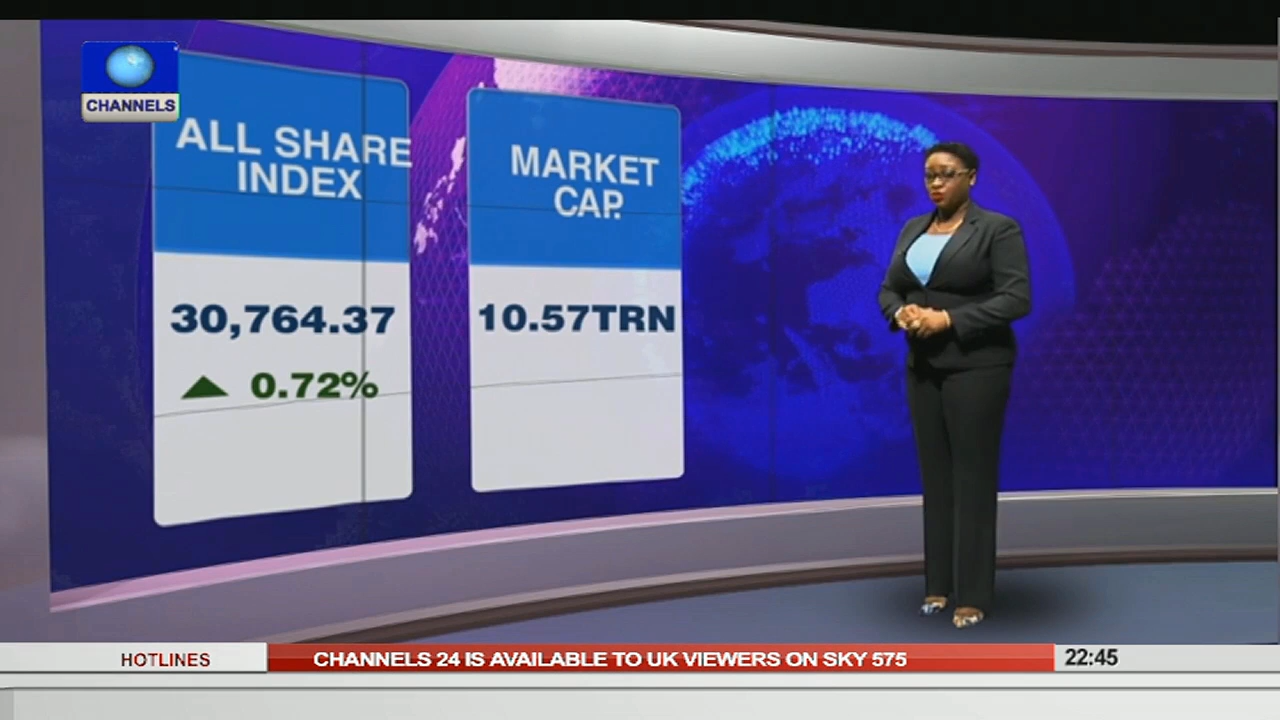 CHANNELS
ALL SHARE
INDEX
30,764.37
0.72%
MARKET
CAP.
10.57TRN
HOTLINES
CHANNELS 24 IS AVAILABLE TO UK VIEWERS ON SKY 575
22:45